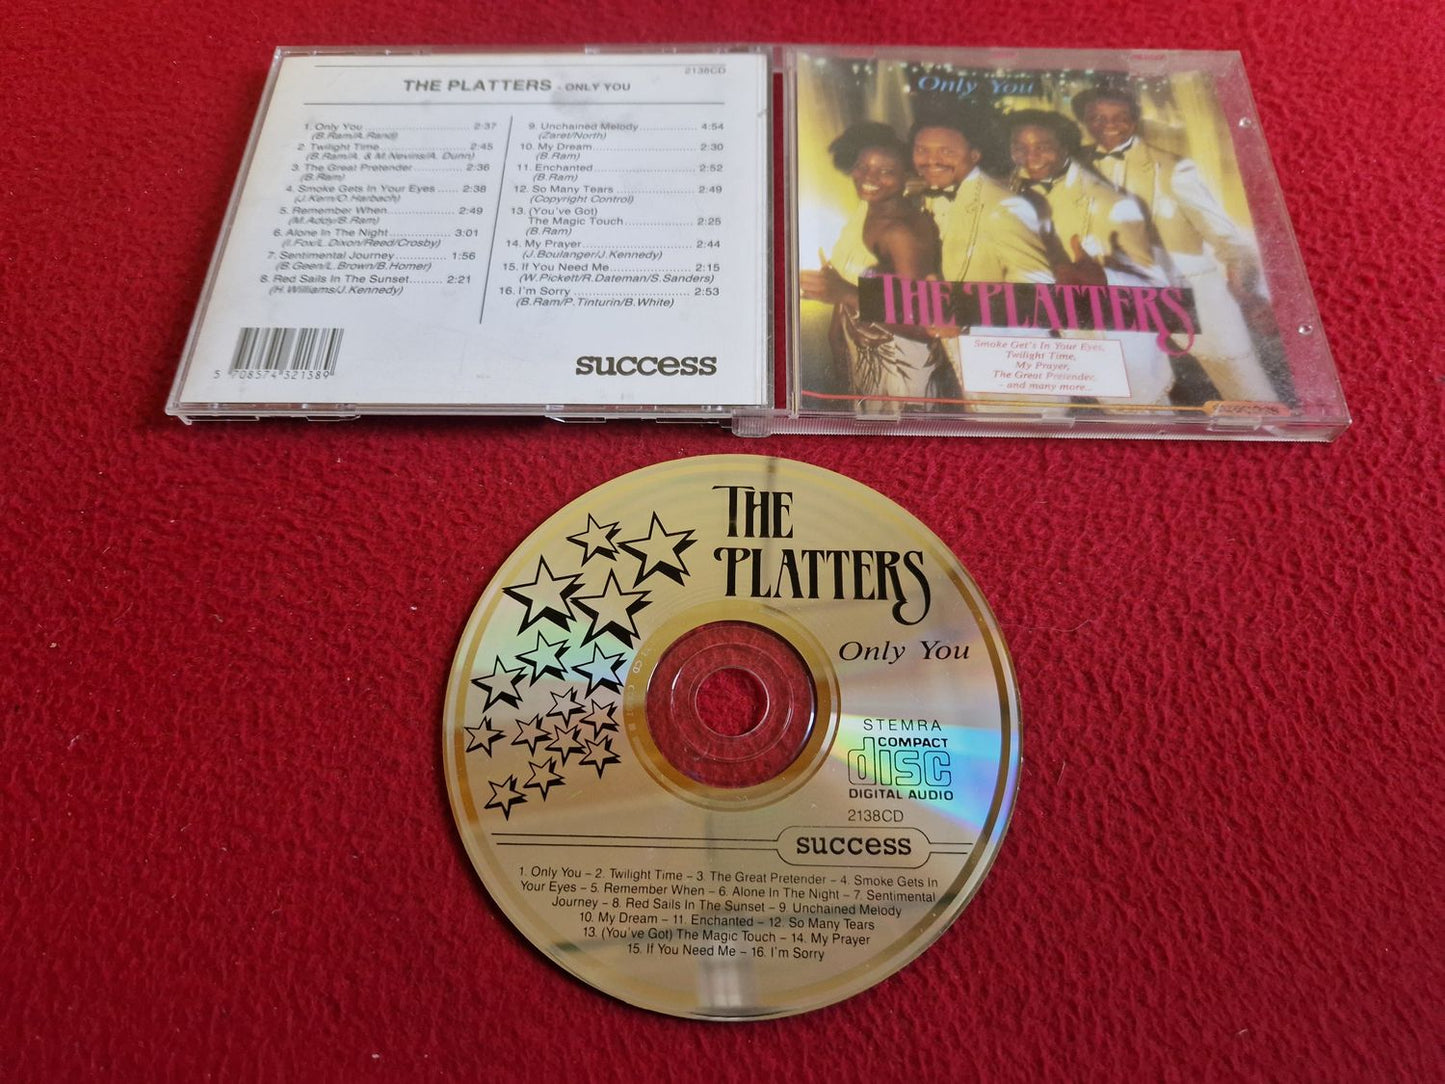 2138CD
THE PLATTERS - ONLY YOU
1. Only You 2:37
(B.Ram/A.Rand)
2. Twilight Time 2:45
(B.Ram/A. & M.Nevins/A. Dunn)
3. The Great Pretender 2:36
(B.Ram)
4. Smoke Gets In Your Eyes 2:38
(J.Kern/O.Harbach)
5. Remember When 2:49
(M.Addy/B.Ram)
6. Alone In The Night 3:01
(I.Fox/L.Dixon/Reed/Crosby)
7. Sentimental Journey 1:56
(B.Geen/L.Brown/B.Homer)
8. Red Sails In The Sunset 2:21
(H.Williams/J.Kennedy)
9. Unchained Melody 4:54
(Zaret/North)
10. My Dream 2:30
(B.Ram)
11. Enchanted 2:52
(B.Ram)
12. So Many Tears 2:49
(Copyright Control)
13. (You've Got)
The Magic Touch 2:25
(B.Ram)
14. My Prayer 2:44
(J.Boulanger/J.Kennedy)
15. If You Need Me 2:15
(W.Pickett/R.Dateman/S.Sanders)
16. I'm Sorry 2:53
(B.Ram/P.Tinturin/B.White)
5 708574 321389
success
Only You
THE PLATTERS
Smoke Get's In Your Eyes,
Twilight Time,
My Prayer,
The Great Pretender,
- and many more...
THE
PLATTERS
Only You
STEMRA
COMPACT
disc
DIGITAL AUDIO
2138CD
success
1. Only You – 2. Twilight Time – 3. The Great Pretender – 4. Smoke Gets In
Your Eyes – 5. Remember When – 6. Alone In The Night – 7. Sentimental
Journey – 8. Red Sails In The Sunset – 9. Unchained Melody
10. My Dream – 11. Enchanted – 12. So Many Tears
13. (You've Got) The Magic Touch – 14. My Prayer
15. If You Need Me – 16. I'm Sorry